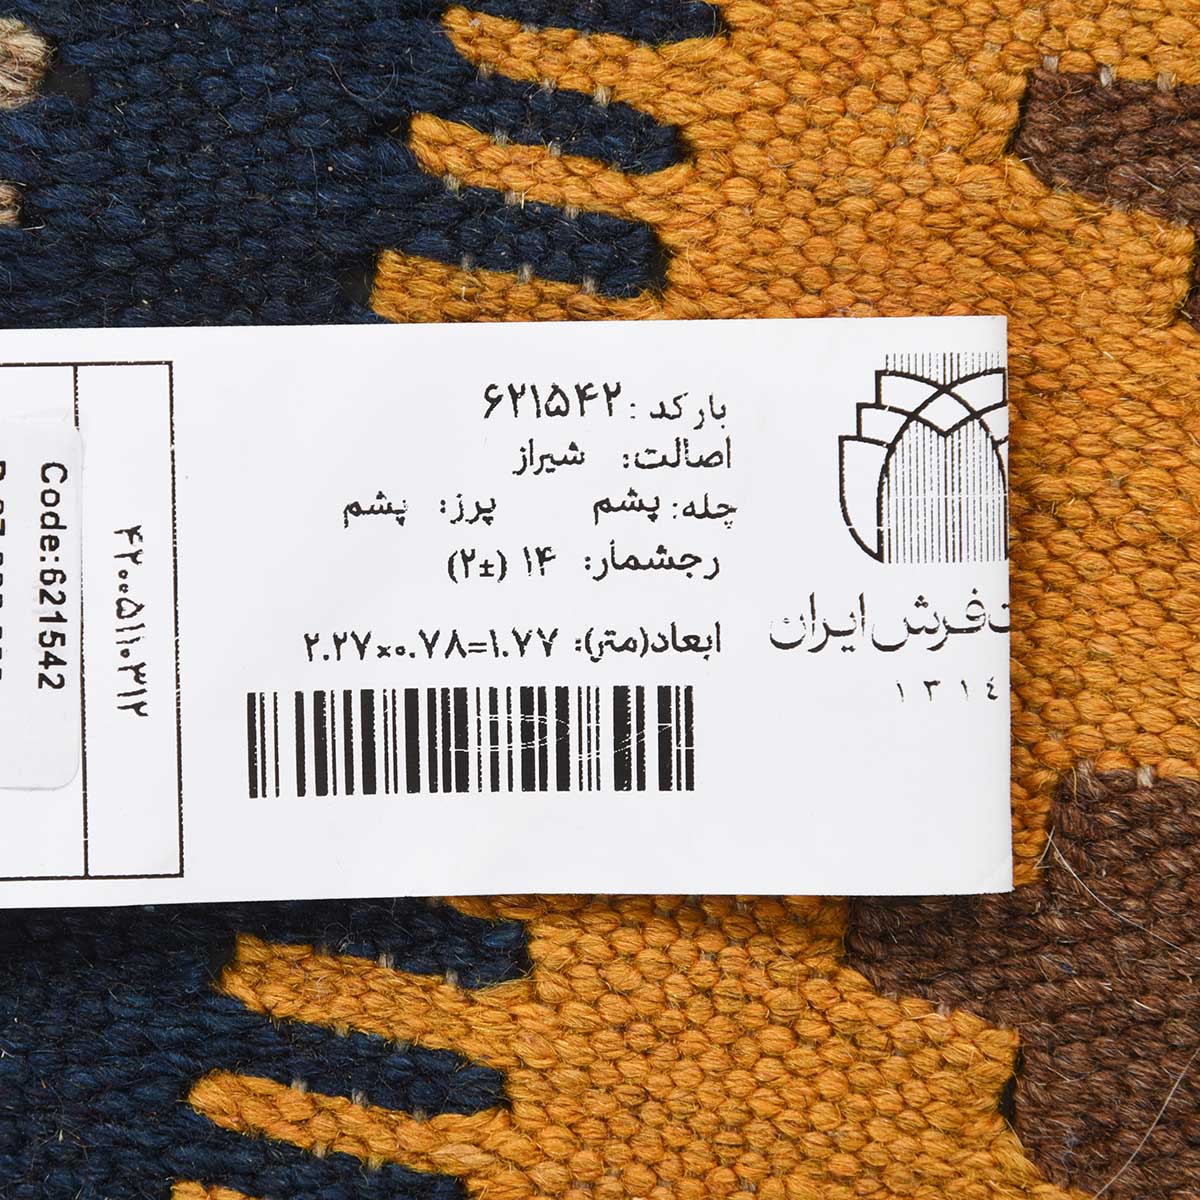 بارکد: ۶۲۱۵۴۲
اصالت: شیراز
چله: پشم پرز: پشم
رجشمار: ۱۴ (±۲)
ابعاد(متر): ۲.۲۷×۰.۷۸=۱.۷۷
فرش ایران
۱۳۱٤
۴۲۰۰۵۱۱۰۳۱۲
Code:621542